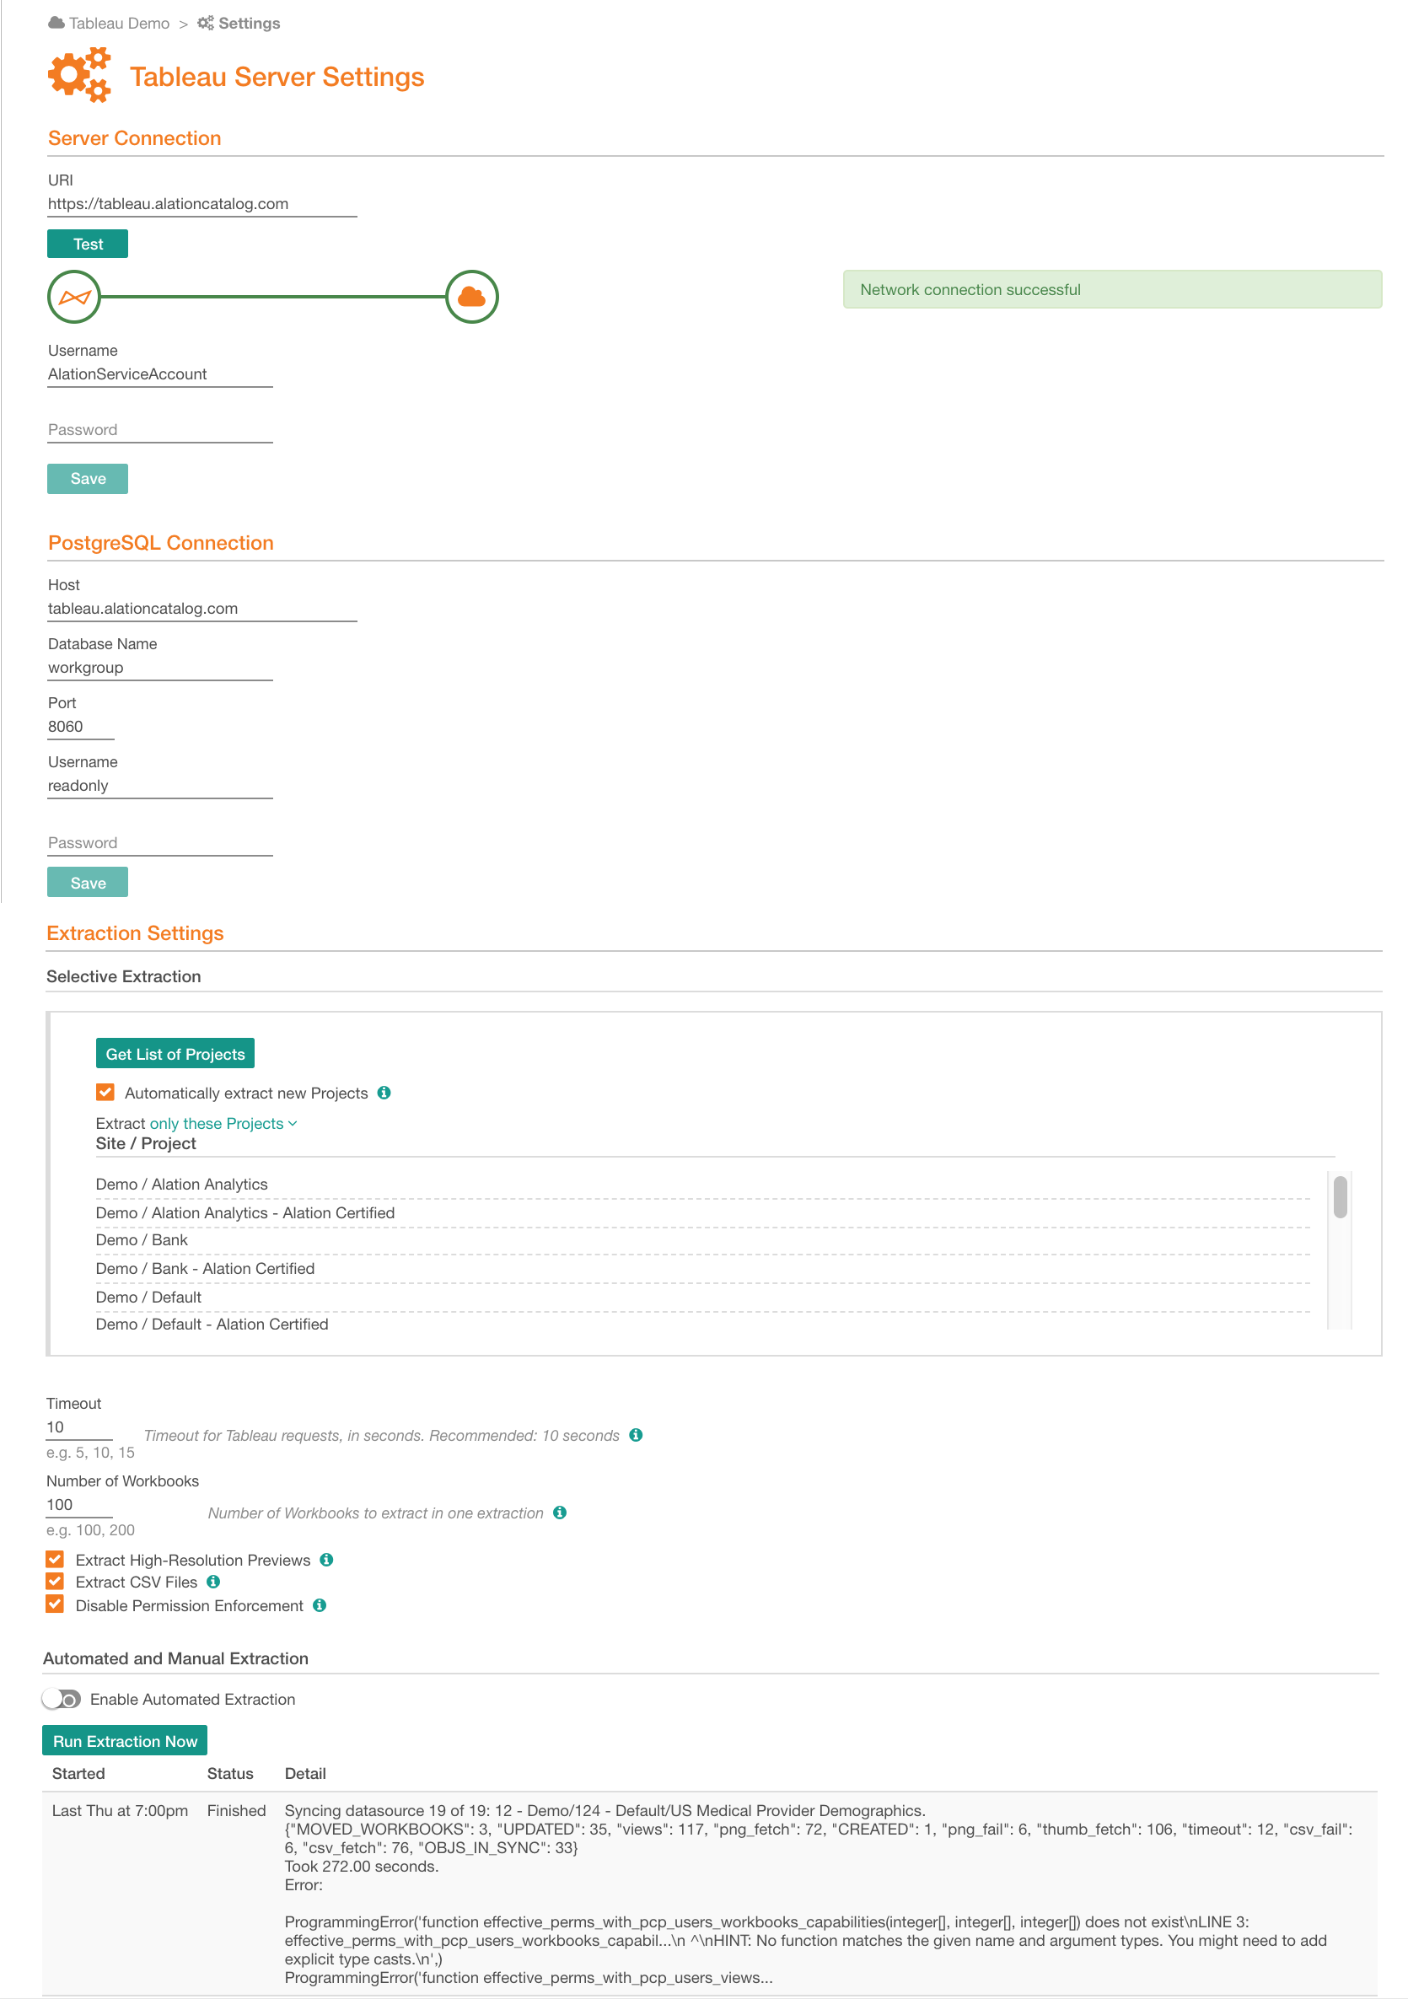 Tableau Demo > Settings
Tableau Server Settings
Server Connection
URI
https://tableau.alationcatalog.com
Test
Network connection successful
Username
AlationServiceAccount
Password
Save
PostgreSQL Connection
Host
tableau.alationcatalog.com
Database Name
workgroup
Port
8060
Username
readonly
Password
Save
Extraction Settings
Selective Extraction
Get List of Projects
Automatically extract new Projects
Extract only these Projects
Site / Project
Demo / Alation Analytics
Demo / Alation Analytics - Alation Certified
Demo / Bank
Demo / Bank - Alation Certified
Demo / Default
Demo / Default - Alation Certified
Timeout
10
Timeout for Tableau requests, in seconds. Recommended: 10 seconds
e.g. 5, 10, 15
Number of Workbooks
100
Number of Workbooks to extract in one extraction
e.g. 100, 200
Extract High-Resolution Previews
Extract CSV Files
Disable Permission Enforcement
Automated and Manual Extraction
Enable Automated Extraction
Run Extraction Now
Started Status Detail
Last Thu at 7:00pm Finished Syncing datasource 19 of 19: 12 - Demo/124 - Default/US Medical Provider Demographics.
{"MOVED_WORKBOOKS": 3, "UPDATED": 35, "views": 117, "png_fetch": 72, "CREATED": 1, "png_fail": 6, "thumb_fetch": 106, "timeout": 12, "csv_fail":
6, "csv_fetch": 76, "OBJS_IN_SYNC": 33}
Took 272.00 seconds.
Error:
ProgrammingError('function effective_perms_with_pcp_users_workbooks_capabilities(integer[], integer[], integer[]) does not exist\nLINE 3:
effective_perms_with_pcp_users_workbooks_capabil...\n ^\nHINT: No function matches the given name and argument types. You might need to add
explicit type casts.\n',)
ProgrammingError('function effective_perms_with_pcp_users_views...